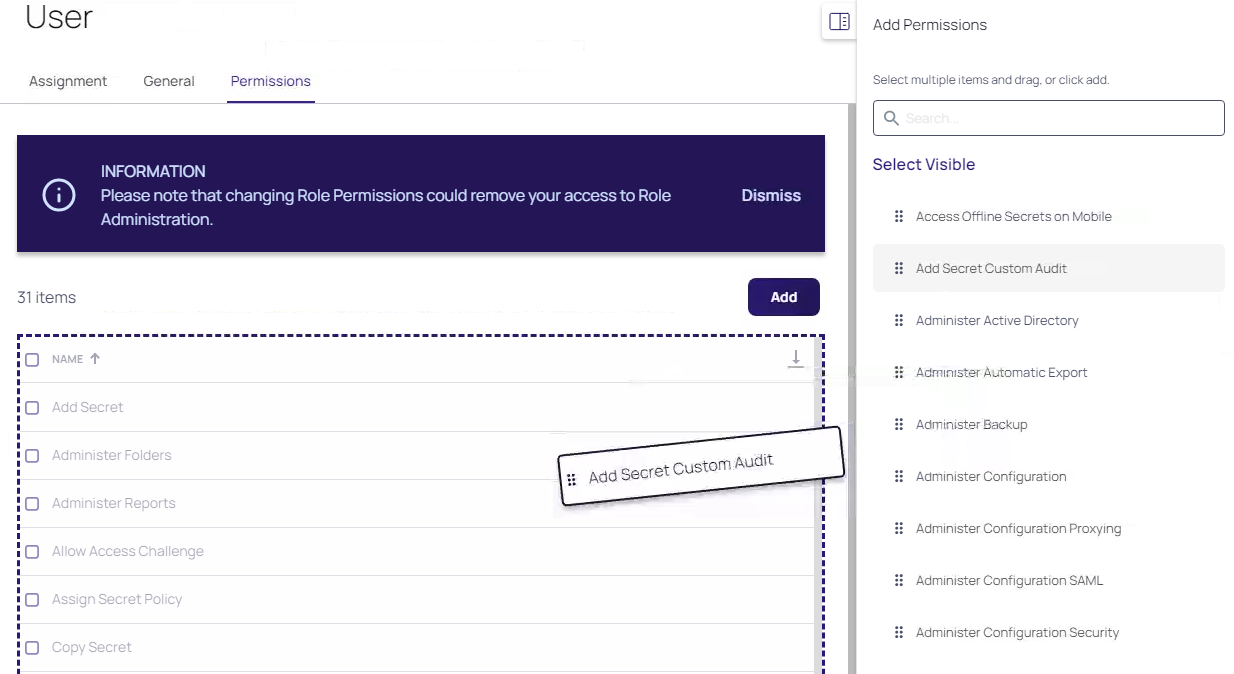 User
Assignment
General
Permissions
INFORMATION
Please note that changing Role Permissions could remove your access to Role
Administration.
Dismiss
31 items
Add
NAME
Add Secret
Administer Folders
Administer Reports
Allow Access Challenge
Assign Secret Policy
Copy Secret
Add Secret Custom Audit
Add Permissions
Select multiple items and drag, or click add.
Search...
Select Visible
Access Offline Secrets on Mobile
Add Secret Custom Audit
Administer Active Directory
Administer Automatic Export
Administer Backup
Administer Configuration
Administer Configuration Proxying
Administer Configuration SAML
Administer Configuration Security